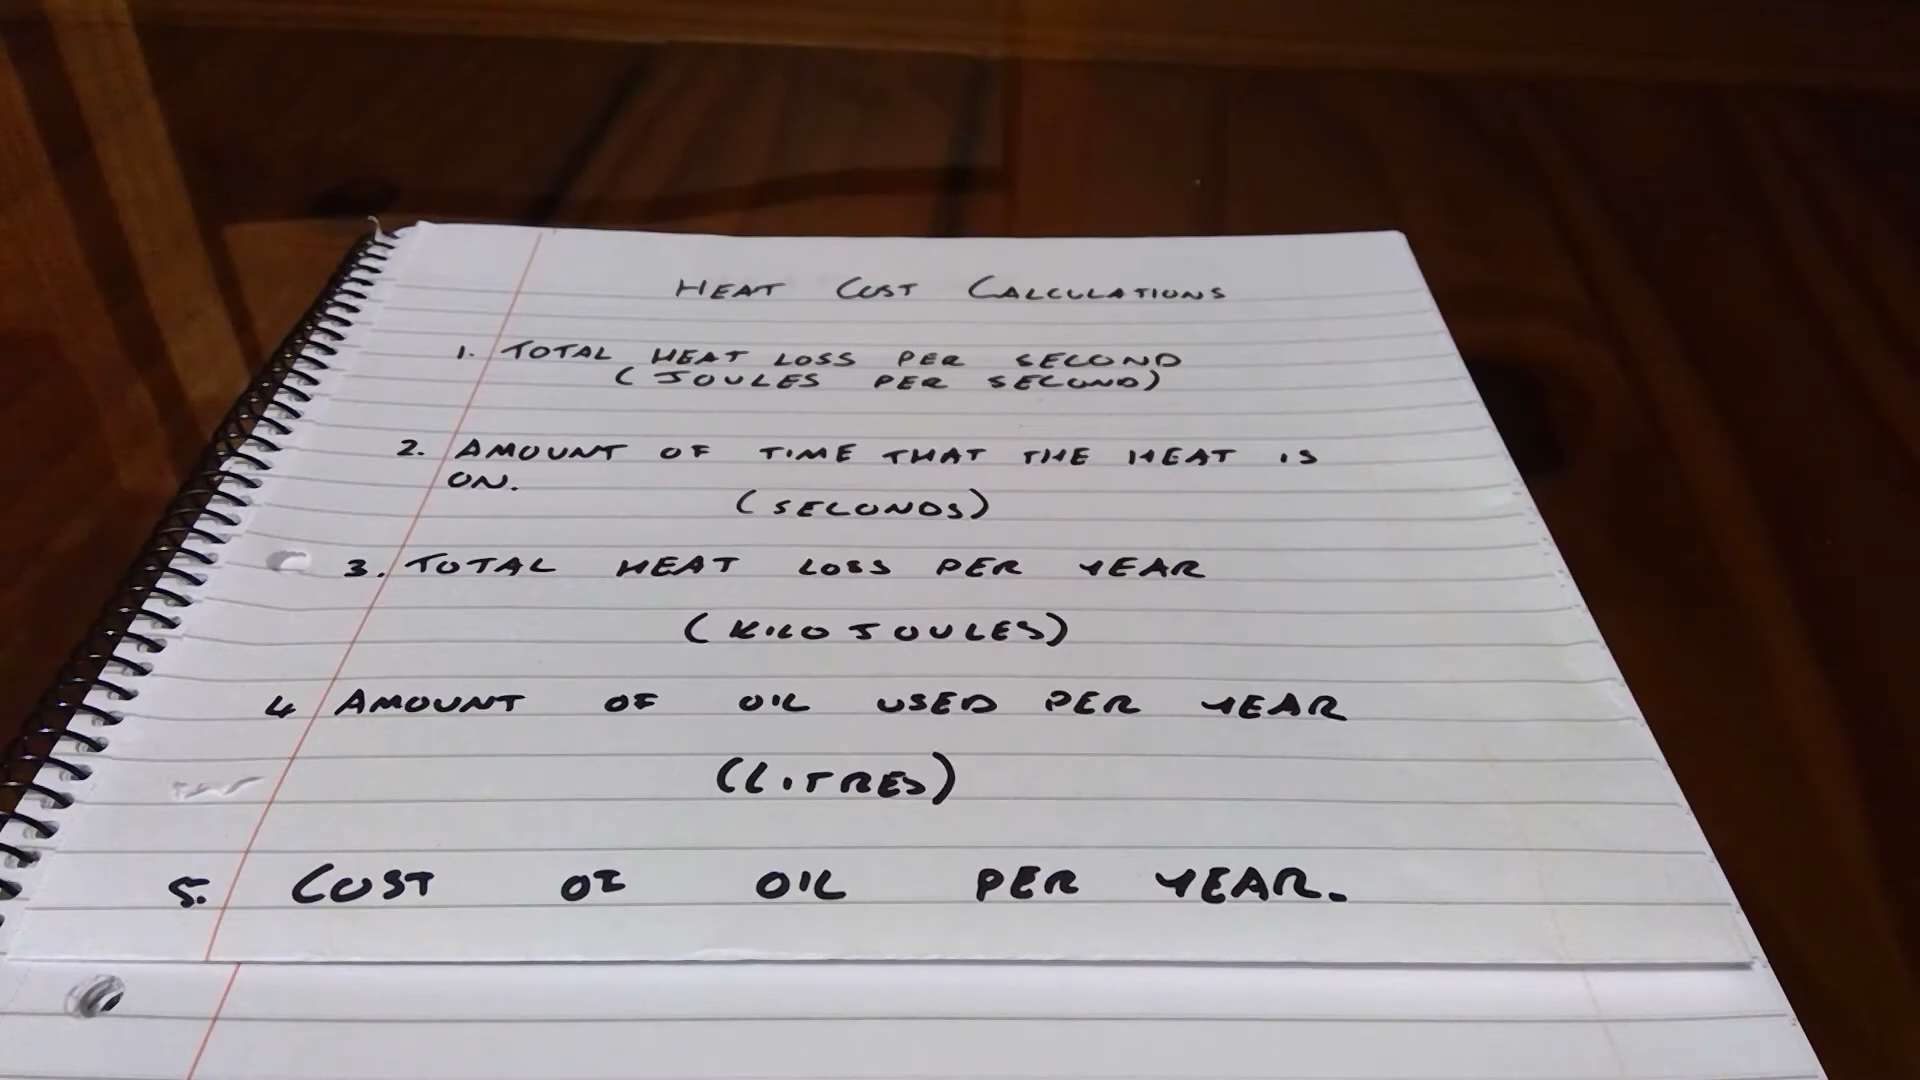 HEAT COST CALCULATIONS
1. TOTAL HEAT LOSS PER SECOND
(JOULES PER SECOND)
2. AMOUNT OF TIME THAT THE HEAT IS
ON.
(SECONDS)
3. TOTAL HEAT LOSS PER YEAR
(KILO JOULES)
4 AMOUNT OF OIL USED PER YEAR
(LITRES)
5. COST OF OIL PER YEAR.